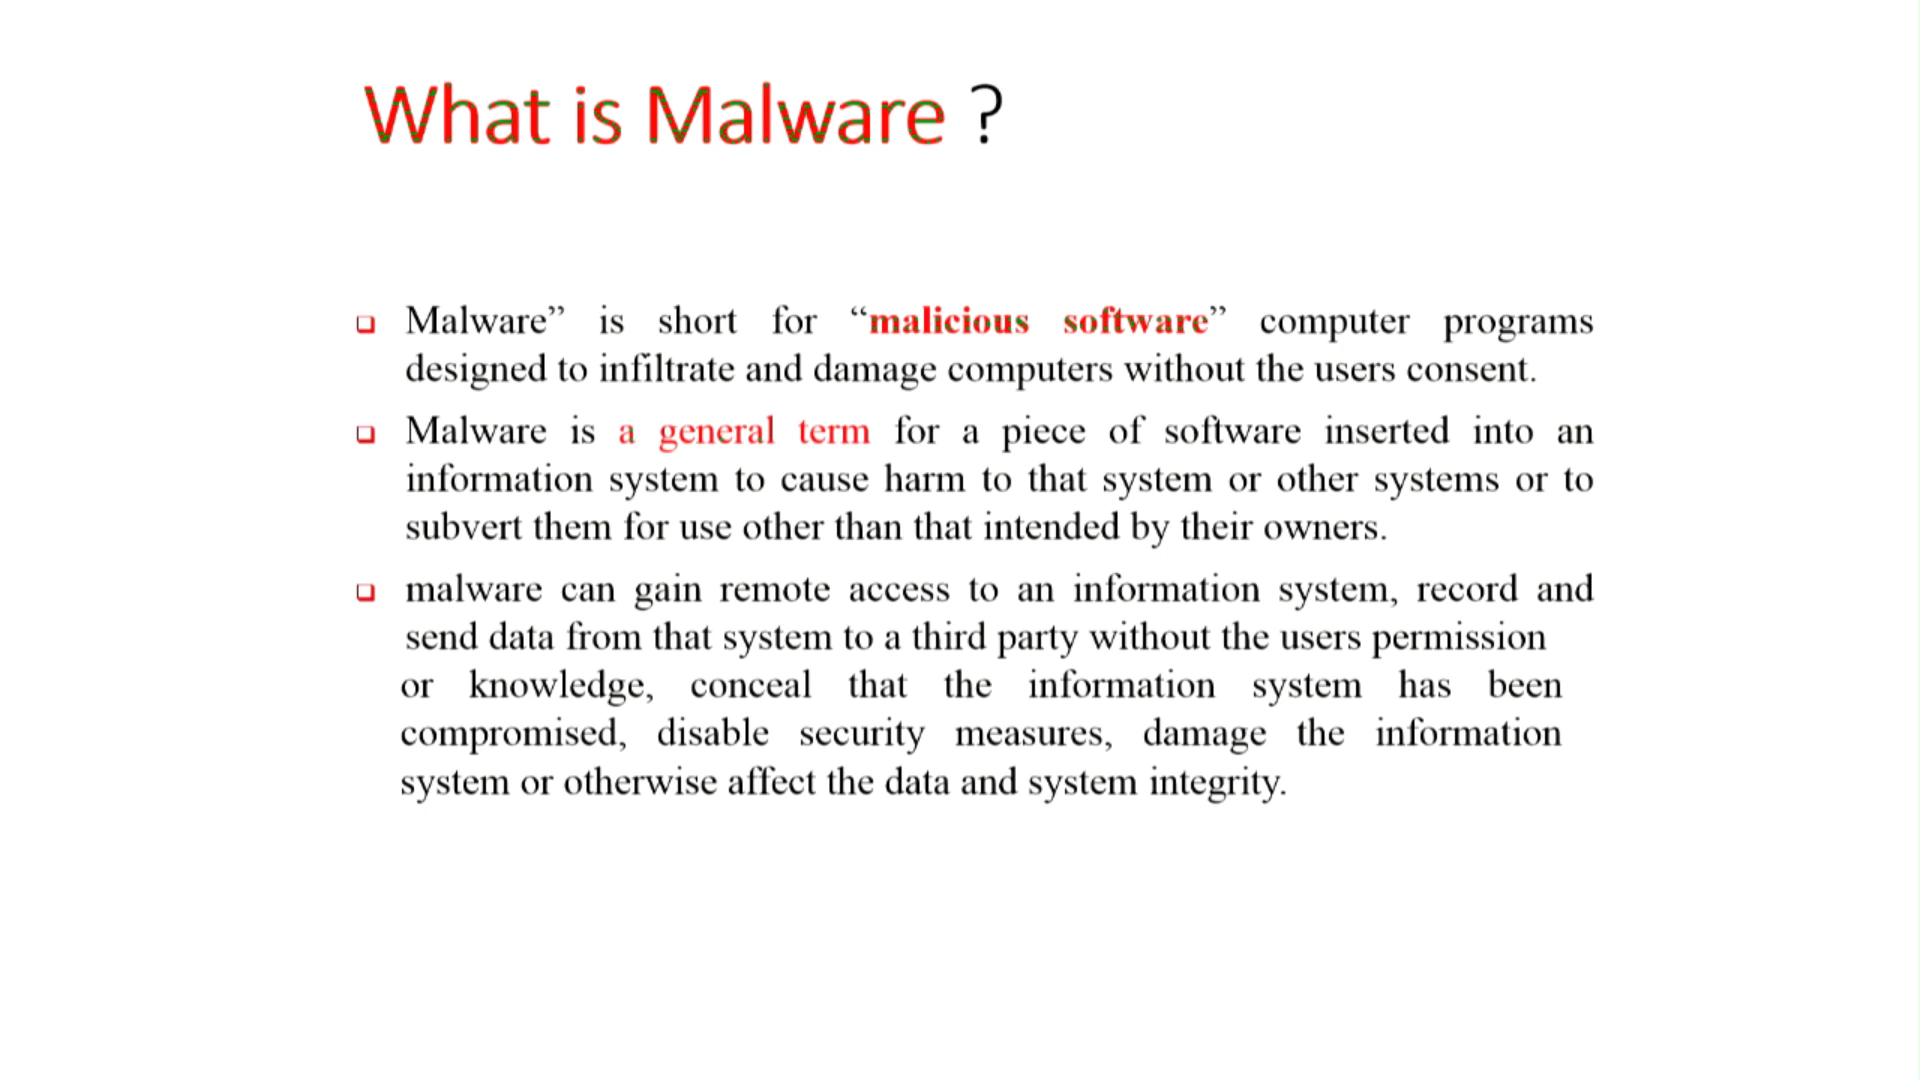 What is Malware ?
Malware” is short for “malicious software” computer programs
designed to infiltrate and damage computers without the users consent.
Malware is a general term for a piece of software inserted into an
information system to cause harm to that system or other systems or to
subvert them for use other than that intended by their owners.
malware can gain remote access to an information system, record and
send data from that system to a third party without the users permission
or knowledge, conceal that the information system has been
compromised, disable security measures, damage the information
system or otherwise affect the data and system integrity.